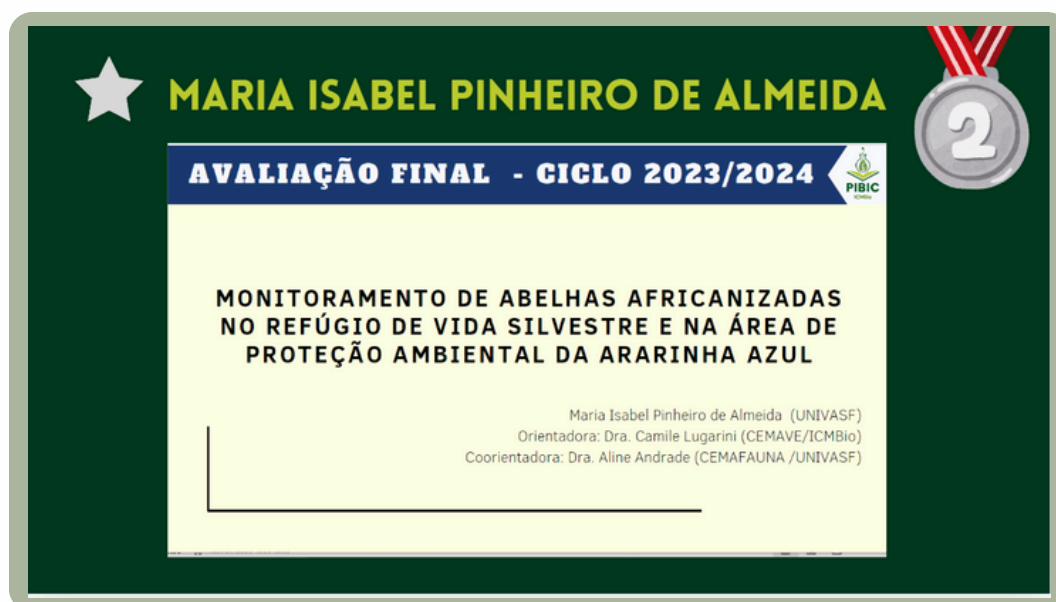 MARIA ISABEL PINHEIRO DE ALMEIDA
2
AVALIAÇÃO FINAL - CICLO 2023/2024
PIBIC
ICMBio
MONITORAMENTO DE ABELHAS AFRICANIZADAS
NO REFÚGIO DE VIDA SILVESTRE E NA ÁREA DE
PROTEÇÃO AMBIENTAL DA ARARINHA AZUL
Maria Isabel Pinheiro de Almeida (UNIVASF)
Orientadora: Dra. Camile Lugarini (CEMAVE/ICMBio)
Coorientadora: Dra. Aline Andrade (CEMAFAUNA /UNIVASF)